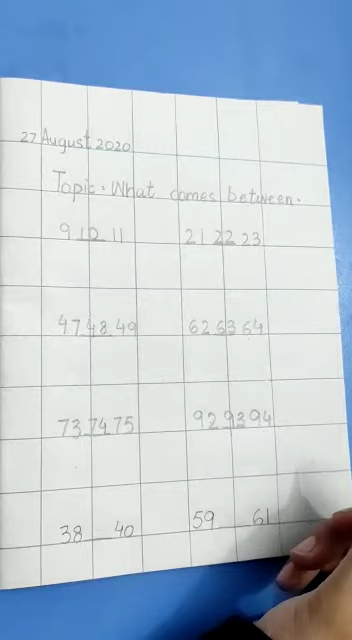 27 August 2020
Topic: What comes between.
9 10 11 21 22 23
47 48 49 62 63 64
73 74 75 92 93 94
38 __ 40 59 __ 61